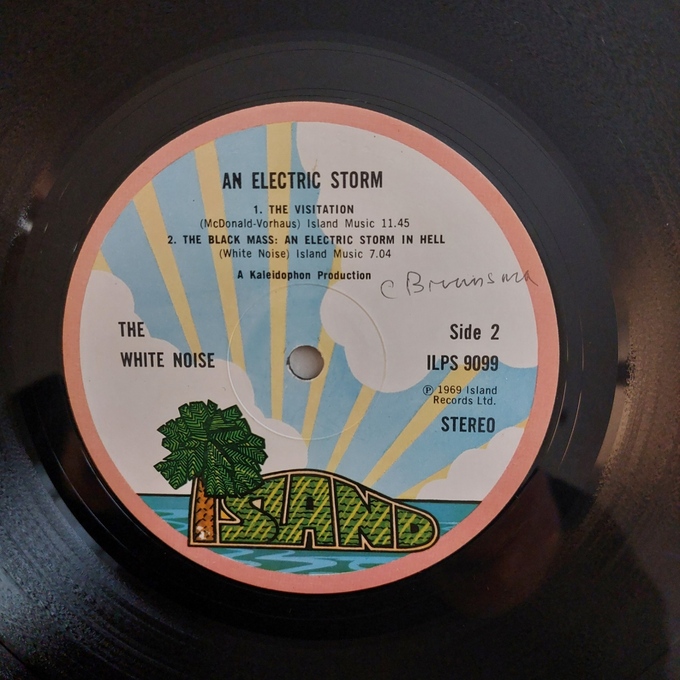 AN ELECTRIC STORM
1. THE VISITATION
(McDonald-Vorhaus) Island Music 11.45
2. THE BLACK MASS: AN ELECTRIC STORM IN HELL
(White Noise) Island Music 7.04
A Kaleidophon Production
C
THE
WHITE NOISE
Side 2
ILPS 9099
℗ 1969 Island
Records Ltd.
STEREO
ISLAND